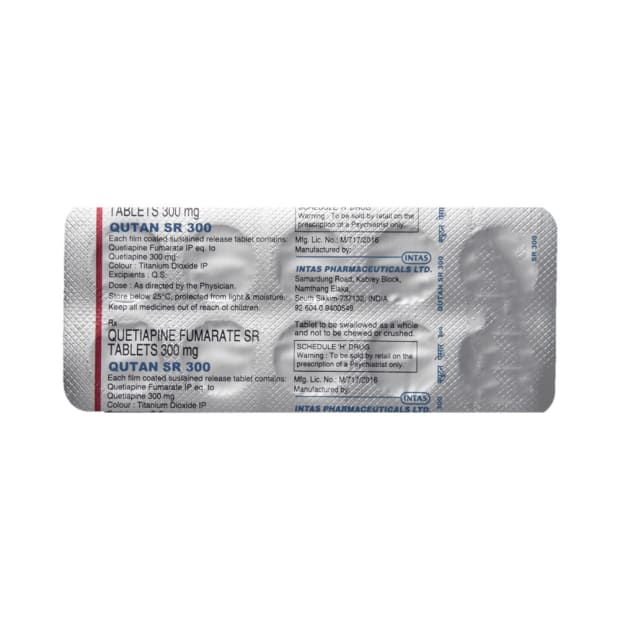 TABLETS 300 mg
QUTAN SR 300
Each film coated sustained release tablet contains:
Quetiapine Fumarate IP eq. to
Quetiapine 300 mg
Colour : Titanium Dioxide IP
Excipients : Q.S.
Dose : As directed by the Physician.
Store below 25°C, protected from light & moisture.
Keep all medicines out of reach of children.
Rx
QUETIAPINE FUMARATE SR
TABLETS 300 mg
QUTAN SR 300
Each film coated sustained release tablet contains:
Quetiapine Fumarate IP eq. to
Quetiapine 300 mg
Colour : Titanium Dioxide IP
SCHEDULE 'H' DRUG
Warning : To be sold by retail on the
prescription of a Psychiatrist only.
Mfg. Lic. No.: M/717/2016
Manufactured by:
INTAS
INTAS PHARMACEUTICALS LTD.
Samardung Road, Kabrey Block,
Namthang Elaka,
South Sikkim-737132, INDIA.
92 604 0 9400549
Tablet to be swallowed as a whole
and not to be chewed or crushed.
SCHEDULE 'H' DRUG
Warning : To be sold by retail on the
prescription of a Psychiatrist only.
Mfg. Lic. No.: M/717/2016
Manufactured by:
INTAS
INTAS PHARMACEUTICALS LTD.
QUTAN SR 300
300
SR 300